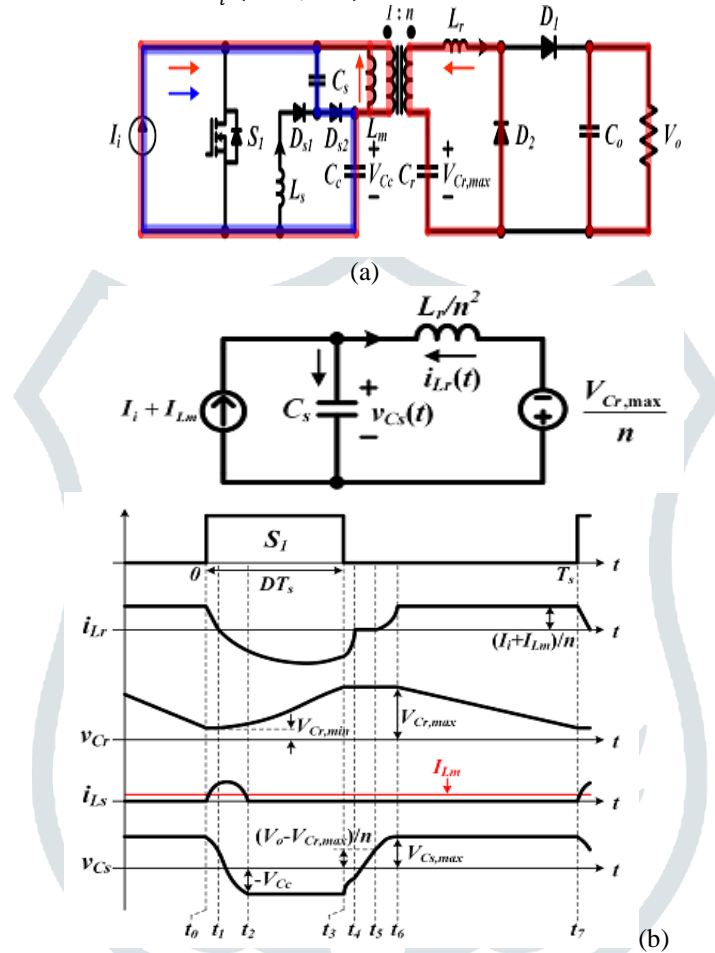 1 : n
L_r
D_1
C_s
I_i
S_1
D_s1
D_s2
L_m
L_s
C_c
+
V_Cc
−
C_r
+
V_Cr,max
−
D_2
C_o
V_o
(a)
L_r/n²
i_Lr(t)
I_i + I_Lm
C_s
+
v_Cs(t)
−
−
+
V_Cr,max
n
S_1
0
T_s
t
DT_s
i_Lr
t
(I_i+I_Lm)/n
V_Cr,min
V_Cr,max
v_Cr
t
I_Lm
i_Ls
t
(V_o-V_Cr,max)/n
V_Cs,max
v_Cs
t
-V_Cc
t_0 t_1 t_2 t_3 t_4 t_5 t_6 t_7
(b)